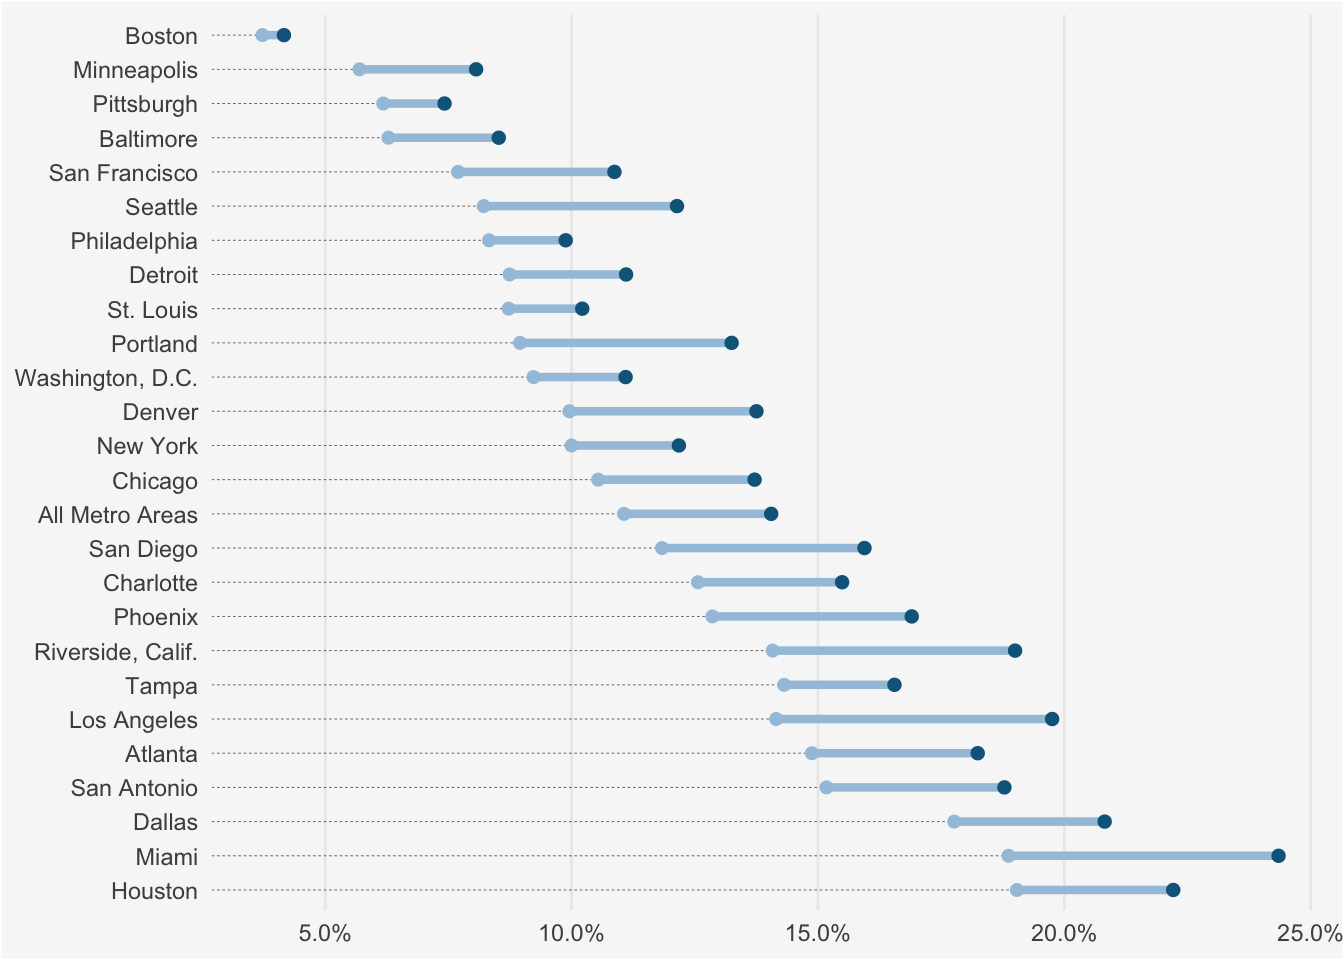 Boston
Minneapolis
Pittsburgh
Baltimore
San Francisco
Seattle
Philadelphia
Detroit
St. Louis
Portland
Washington, D.C.
Denver
New York
Chicago
All Metro Areas
San Diego
Charlotte
Phoenix
Riverside, Calif.
Tampa
Los Angeles
Atlanta
San Antonio
Dallas
Miami
Houston
5.0% 10.0% 15.0% 20.0% 25.0%